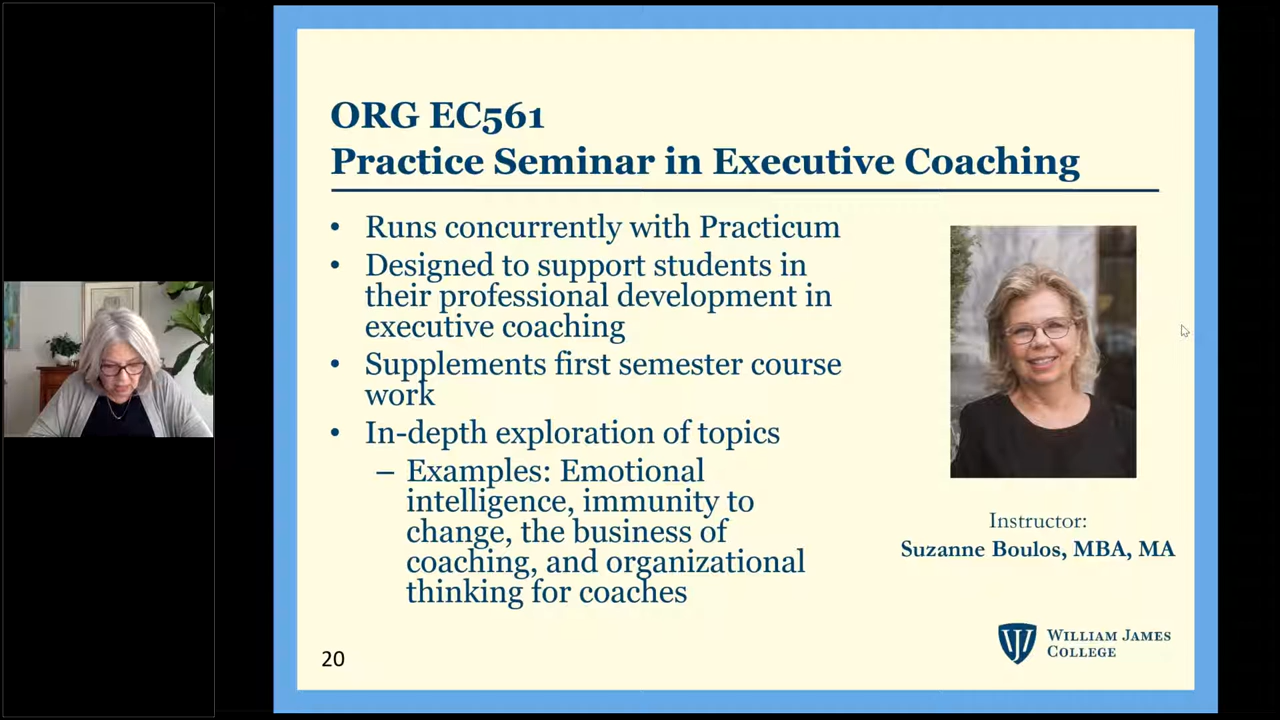 ORG EC561
Practice Seminar in Executive Coaching
• Runs concurrently with Practicum
• Designed to support students in
their professional development in
executive coaching
• Supplements first semester course
work
• In-depth exploration of topics
– Examples: Emotional
intelligence, immunity to
change, the business of
coaching, and organizational
thinking for coaches
Instructor:
Suzanne Boulos, MBA, MA
20
WILLIAM JAMES
COLLEGE